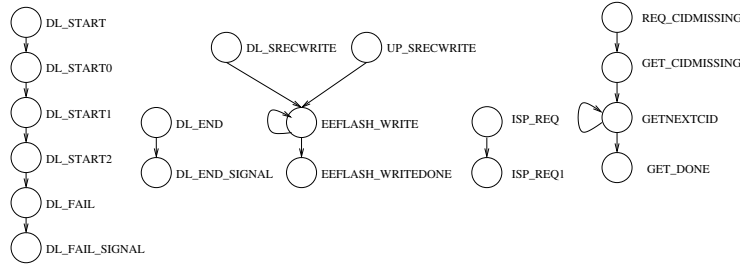 DL_START
DL_START0
DL_START1
DL_START2
DL_FAIL
DL_FAIL_SIGNAL
DL_END
DL_END_SIGNAL
DL_SRECWRITE
UP_SRECWRITE
EEFLASH_WRITE
EEFLASH_WRITEDONE
ISP_REQ
ISP_REQ1
REQ_CIDMISSING
GET_CIDMISSING
GETNEXTCID
GET_DONE